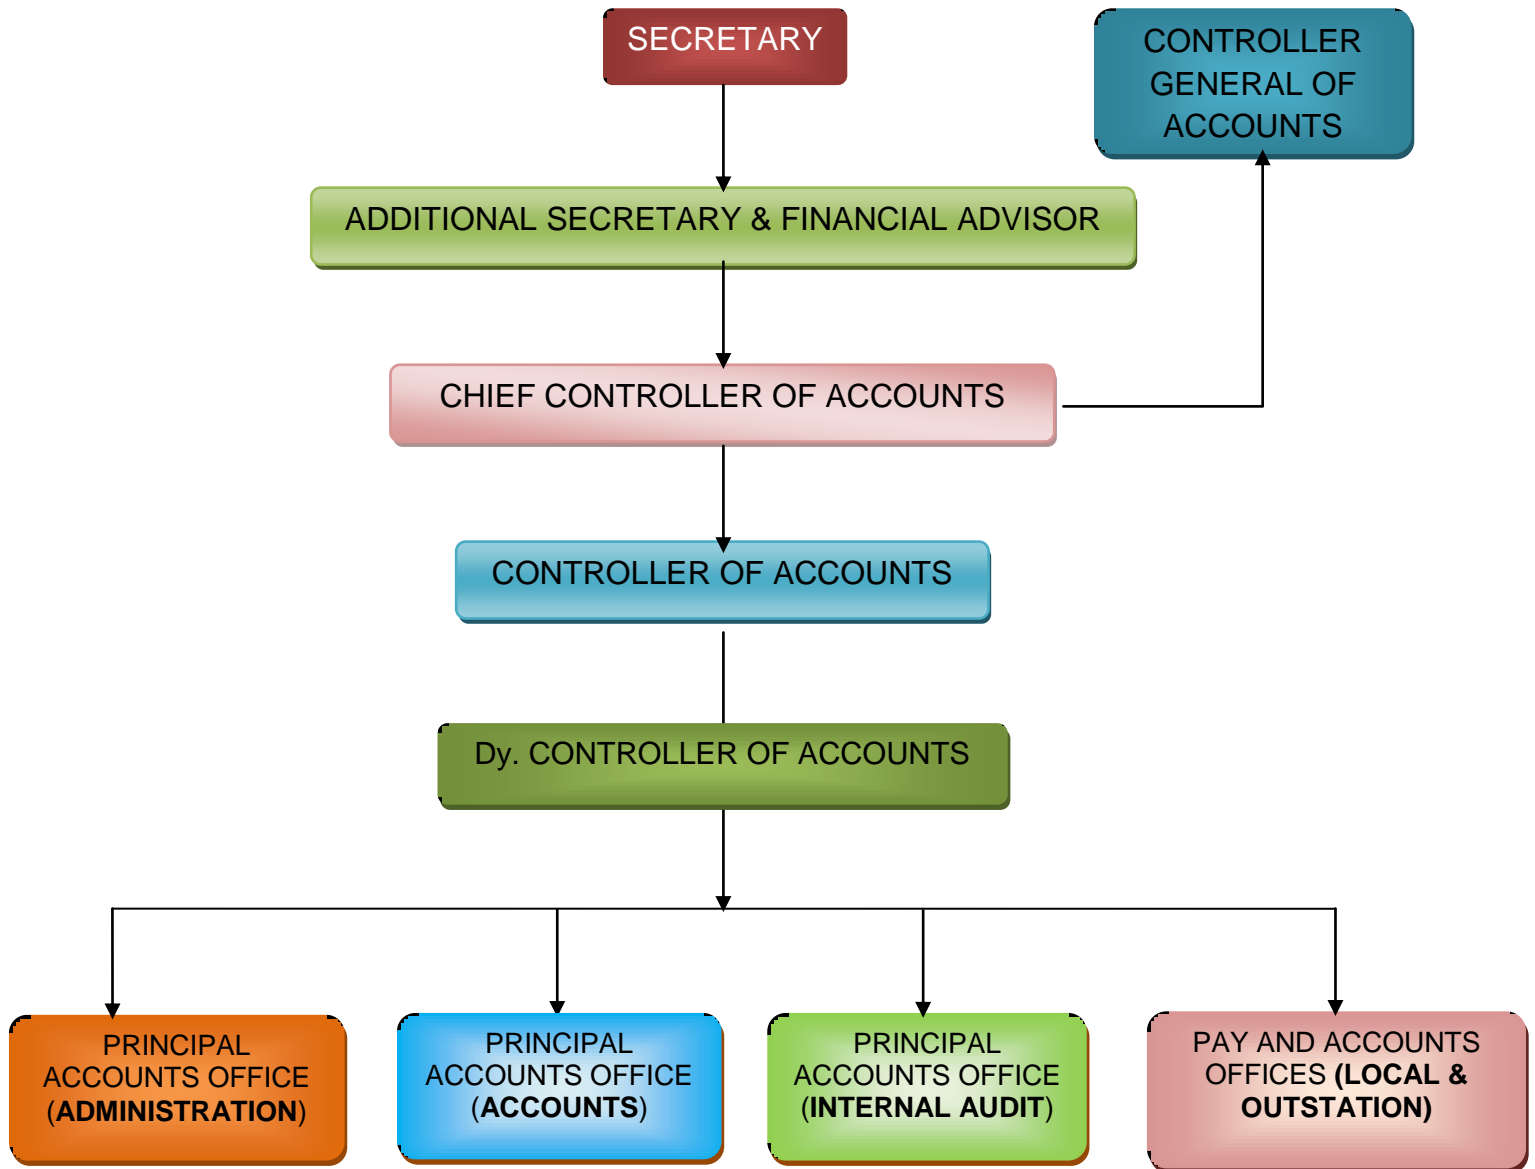 SECRETARY
CONTROLLER
GENERAL OF
ACCOUNTS
ADDITIONAL SECRETARY & FINANCIAL ADVISOR
CHIEF CONTROLLER OF ACCOUNTS
CONTROLLER OF ACCOUNTS
Dy. CONTROLLER OF ACCOUNTS
PRINCIPAL
ACCOUNTS OFFICE
(ADMINISTRATION)
PRINCIPAL
ACCOUNTS OFFICE
(ACCOUNTS)
PRINCIPAL
ACCOUNTS OFFICE
(INTERNAL AUDIT)
PAY AND ACCOUNTS
OFFICES (LOCAL &
OUTSTATION)